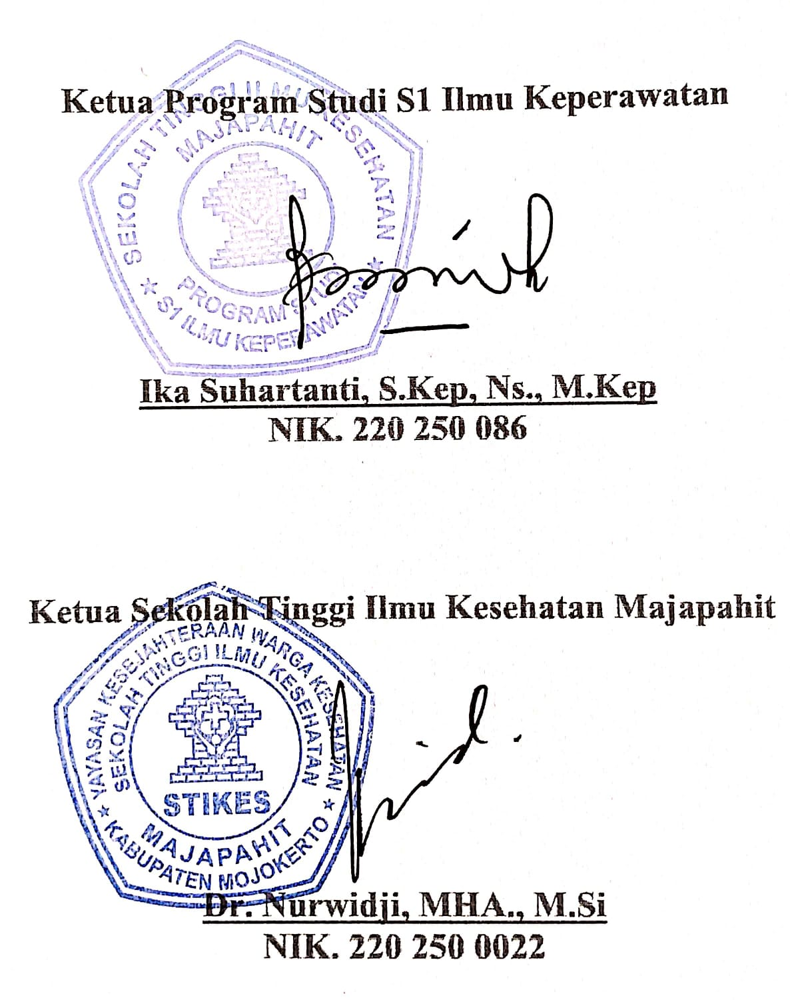 Ketua Program Studi S1 Ilmu Keperawatan
SEKOLAH TINGGI ILMU KESEHATAN
MAJAPAHIT
PROGRAM STUDI
S1 ILMU KEPERAWATAN
Ika Suhartanti, S.Kep, Ns., M.Kep
NIK. 220 250 086
Ketua Sekolah Tinggi Ilmu Kesehatan Majapahit
YAYASAN KESEJAHTERAAN WARGA KESEHATAN
SEKOLAH TINGGI ILMU KESEHATAN
STIKES
MAJAPAHIT
KABUPATEN MOJOKERTO
Dr. Nurwidji, MHA., M.Si
NIK. 220 250 0022